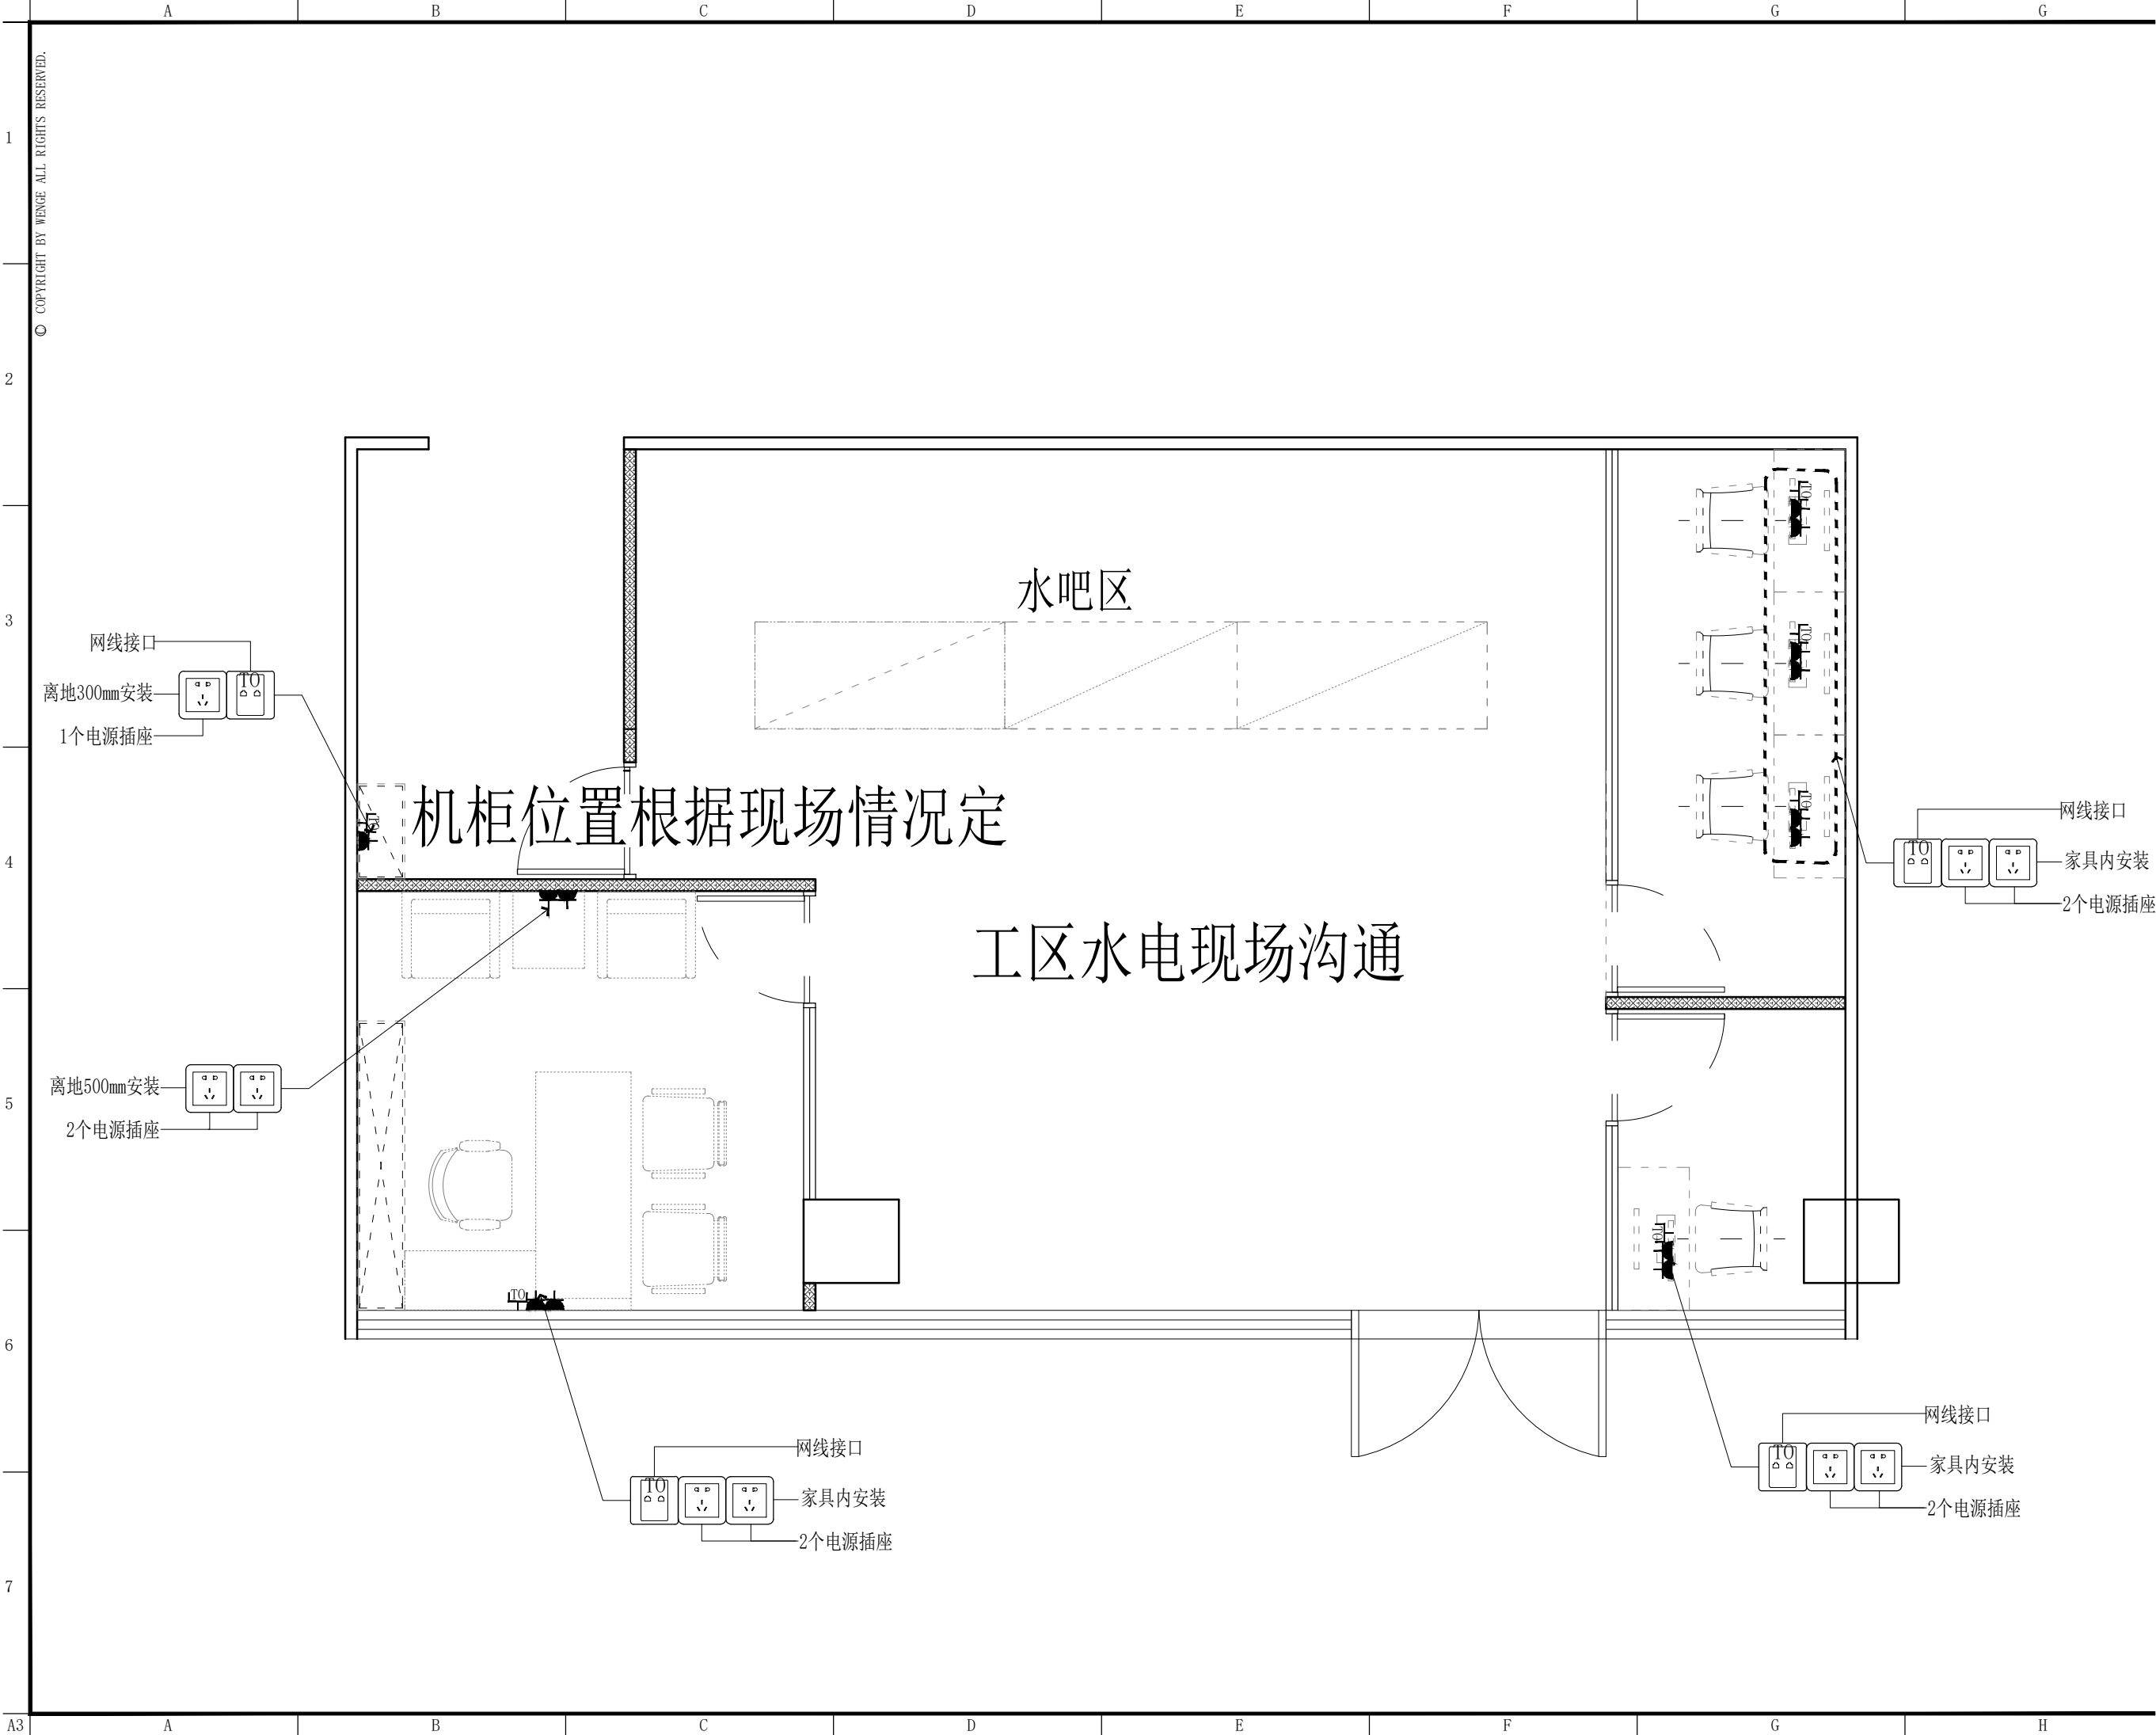 A B C D E F G G
© COPYRIGHT BY WENGE ALL RIGHTS RESERVED.
1
2
3
4
5
6
7
水吧区
机柜位置根据现场情况定
工区水电现场沟通
网线接口
TO
离地300mm安装
1个电源插座
TO
离地500mm安装
2个电源插座
TO
网线接口
TO
家具内安装
2个电源插座
TO
TO
TO
网线接口
TO
家具内安装
2个电源插座
TO
网线接口
TO
家具内安装
2个电源插座
A3 A B C D E F G H